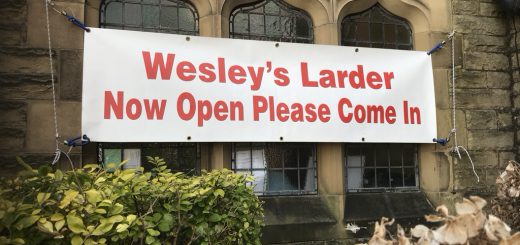 Wesley's Larder
Now Open Please Come In